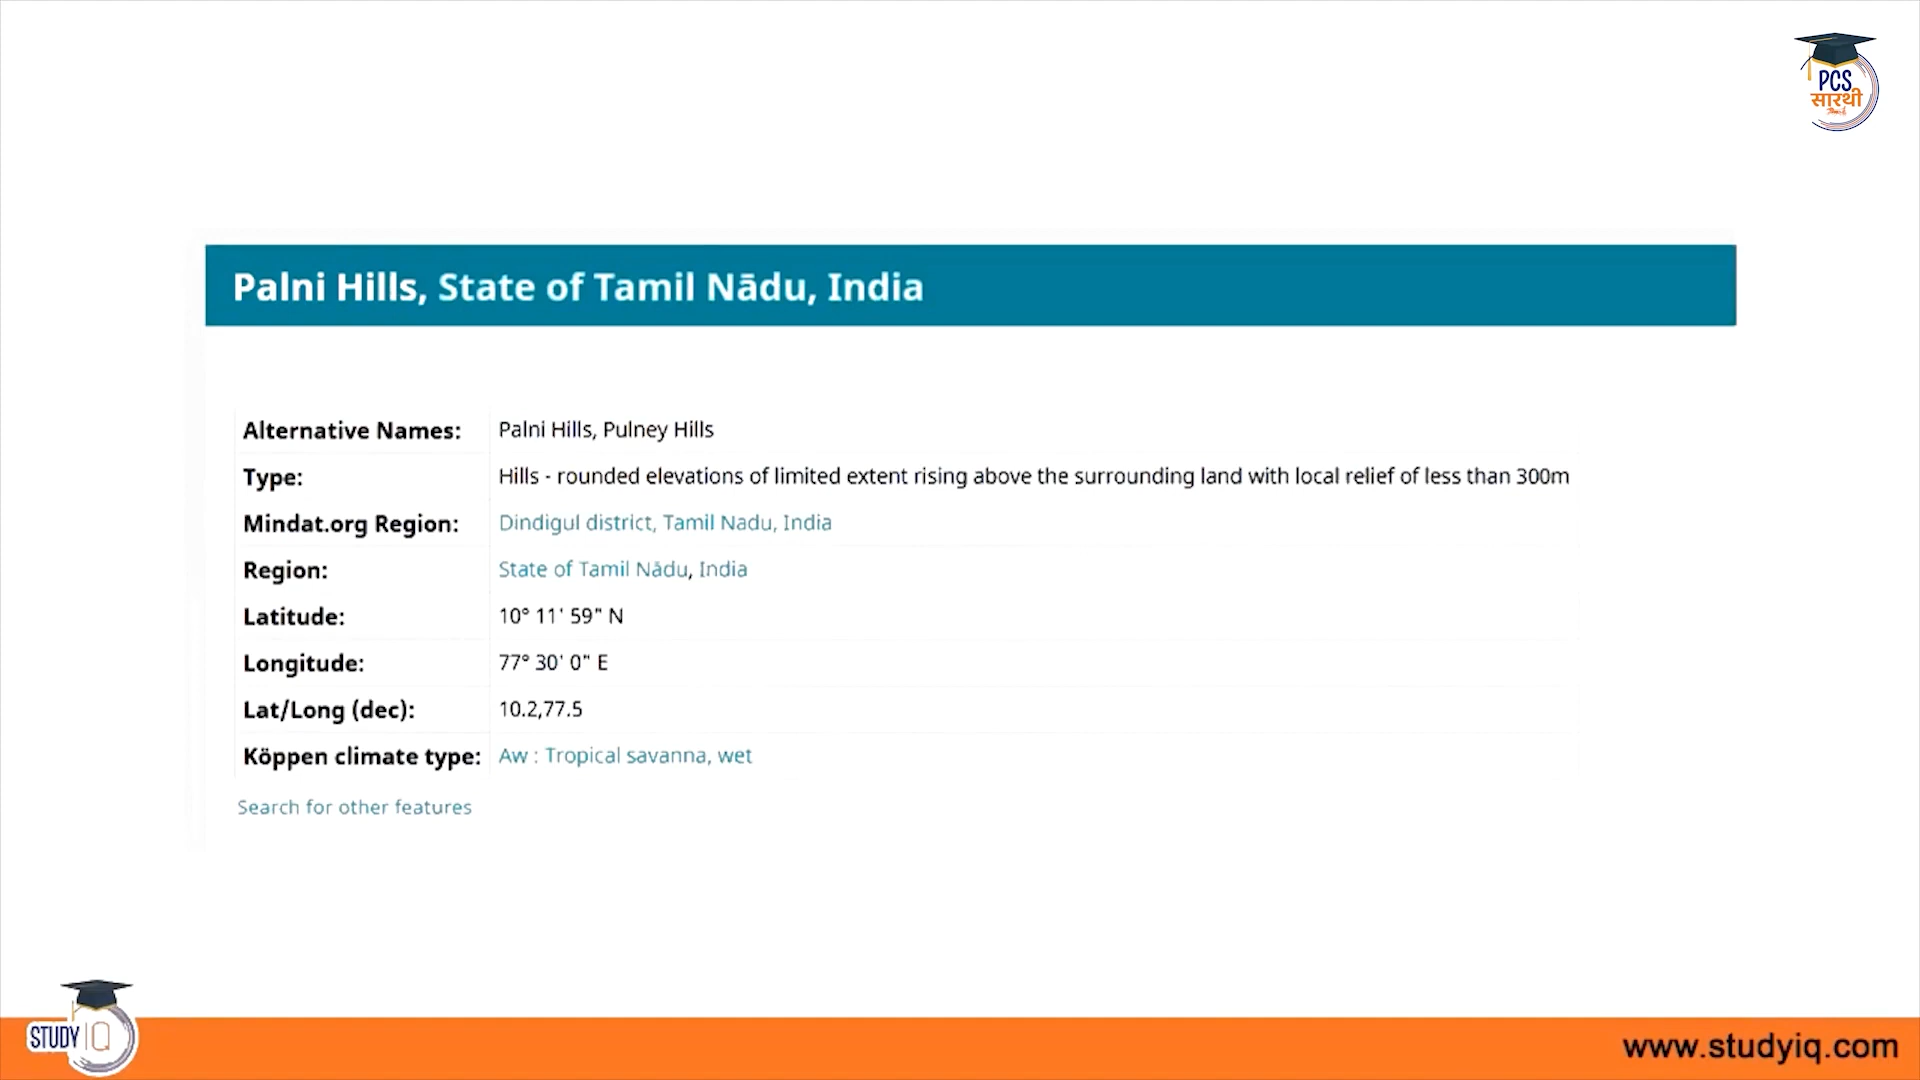 PCS
सारथी
Palni Hills, State of Tamil Nādu, India
Alternative Names: Palni Hills, Pulney Hills
Type: Hills - rounded elevations of limited extent rising above the surrounding land with local relief of less than 300m
Mindat.org Region: Dindigul district, Tamil Nadu, India
Region: State of Tamil Nādu, India
Latitude: 10° 11' 59" N
Longitude: 77° 30' 0" E
Lat/Long (dec): 10.2,77.5
Köppen climate type: Aw : Tropical savanna, wet
Search for other features
STUDY IQ
www.studyiq.com